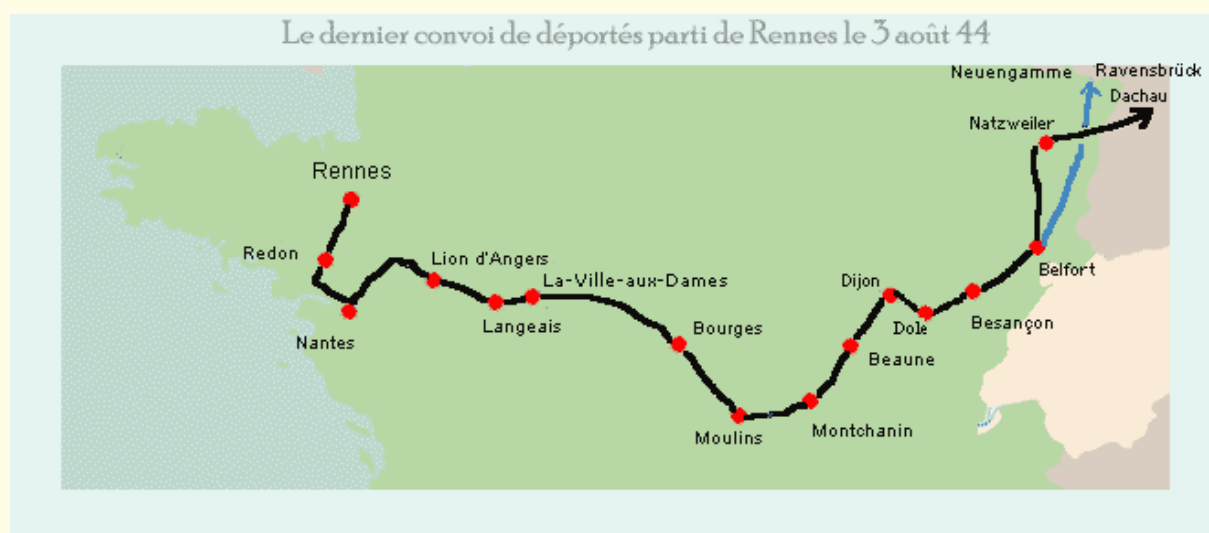 Le dernier convoi de déportés parti de Rennes le 3 août 44
Neuengamme
Ravensbrück
Dachau
Natzweiler
Rennes
Redon
Lion d'Angers
Belfort
La-Ville-aux-Dames
Dijon
Langeais
Besançon
Nantes
Bourges
Dole
Beaune
Moulins
Montchanin